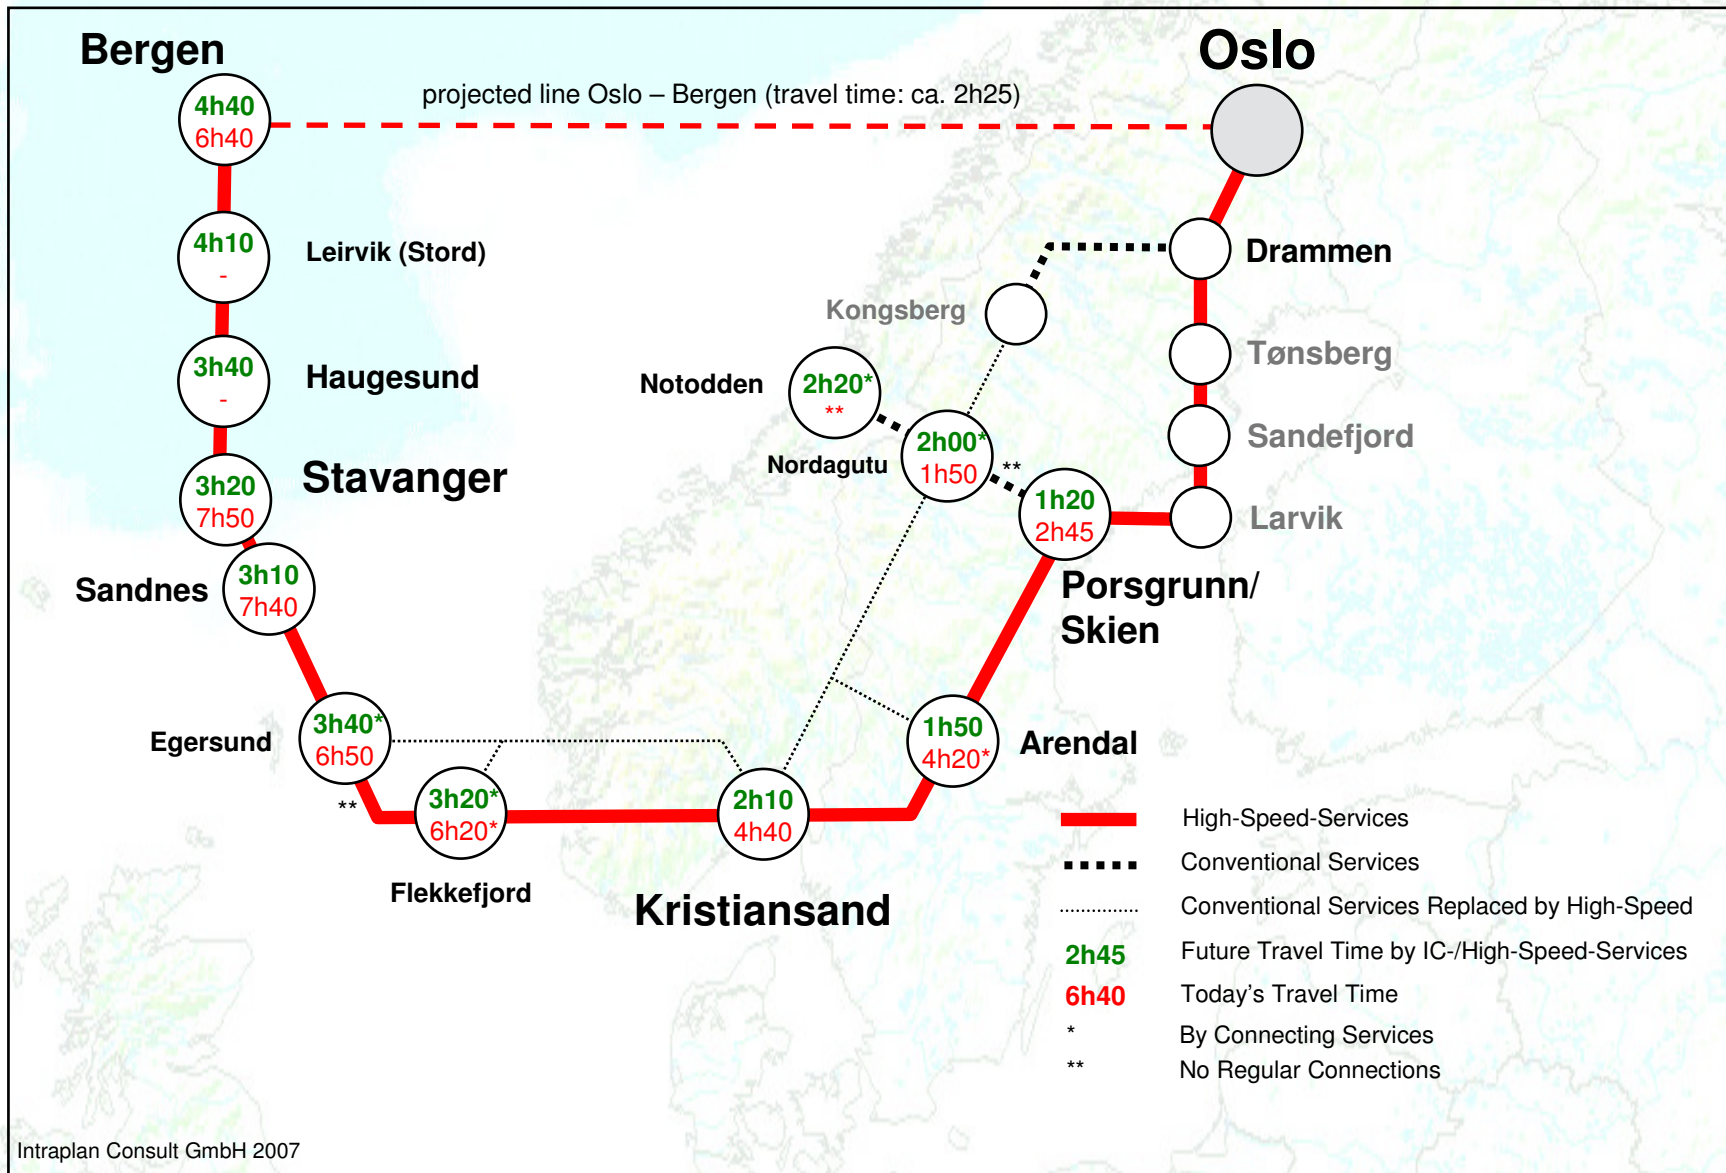 Bergen
Oslo
4h40
6h40
projected line Oslo – Bergen (travel time: ca. 2h25)
4h10
-
Leirvik (Stord)
Drammen
Kongsberg
3h40
-
Haugesund
Tønsberg
Notodden
2h20*
**
Sandefjord
Nordagutu
2h00*
1h50
**
3h20
7h50
Stavanger
1h20
2h45
Larvik
Sandnes
3h10
7h40
Porsgrunn/
Skien
Egersund
3h40*
6h50
1h50
4h20*
Arendal
**
3h20*
6h20*
2h10
4h40
Flekkefjord
Kristiansand
High-Speed-Services
Conventional Services
Conventional Services Replaced by High-Speed
2h45 Future Travel Time by IC-/High-Speed-Services
6h40 Today's Travel Time
* By Connecting Services
** No Regular Connections
Intraplan Consult GmbH 2007